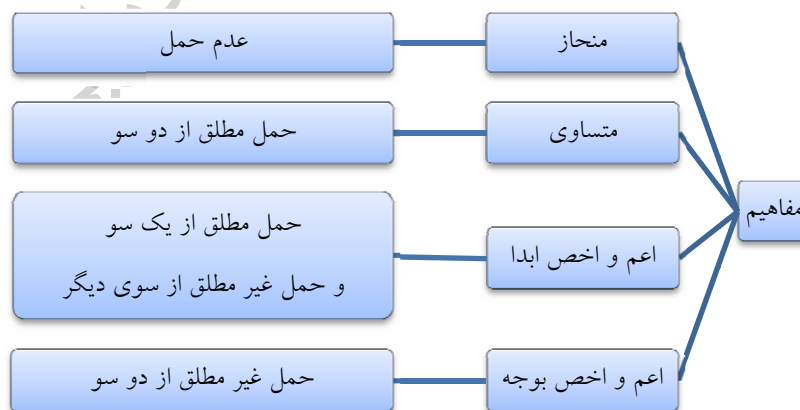 مفاهیم
منحاز
عدم حمل
متساوی
حمل مطلق از دو سو
اعم و اخص ابدا
حمل مطلق از یک سو
و حمل غیر مطلق از سوی دیگر
اعم و اخص بوجه
حمل غیر مطلق از دو سو